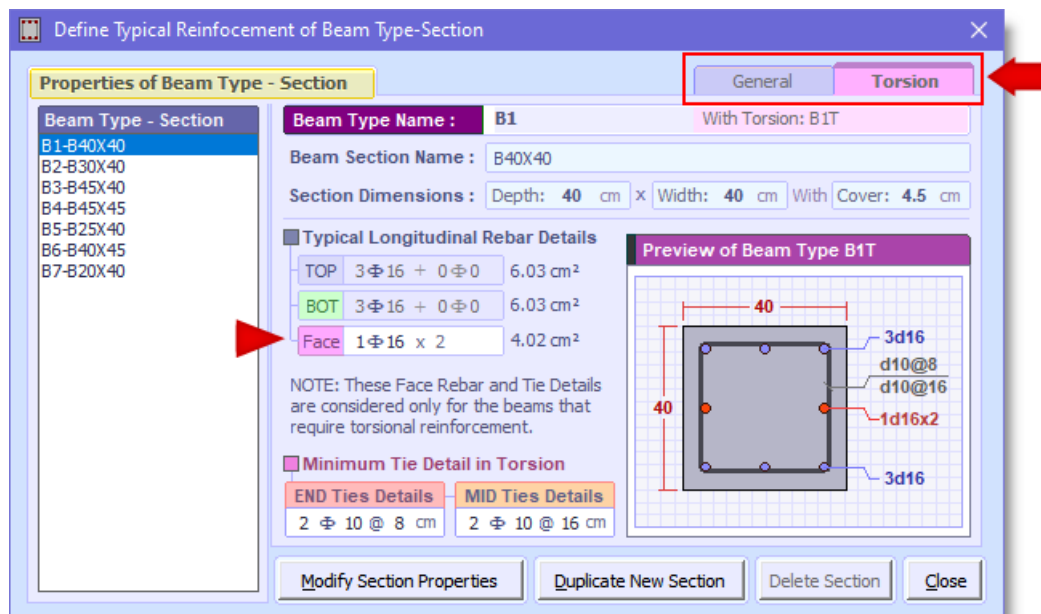 Define Typical Reinfocement of Beam Type-Section
Properties of Beam Type - Section
General
Torsion
Beam Type - Section
B1-B40X40
B2-B30X40
B3-B45X40
B4-B45X45
B5-B25X40
B6-B40X45
B7-B20X40
Beam Type Name : B1 With Torsion: B1T
Beam Section Name : B40X40
Section Dimensions : Depth: 40 cm x Width: 40 cm With Cover: 4.5 cm
Typical Longitudinal Rebar Details
TOP 3Φ16 + 0Φ0 6.03 cm²
BOT 3Φ16 + 0Φ0 6.03 cm²
Face 1Φ16 x 2 4.02 cm²
NOTE: These Face Rebar and Tie Details
are considered only for the beams that
require torsional reinforcement.
Minimum Tie Detail in Torsion
END Ties Details MID Ties Details
2 Φ 10 @ 8 cm 2 Φ 10 @ 16 cm
Preview of Beam Type B1T
40
3d16
d10@8
d10@16
40
1d16x2
3d16
Modify Section Properties
Duplicate New Section
Delete Section
Close